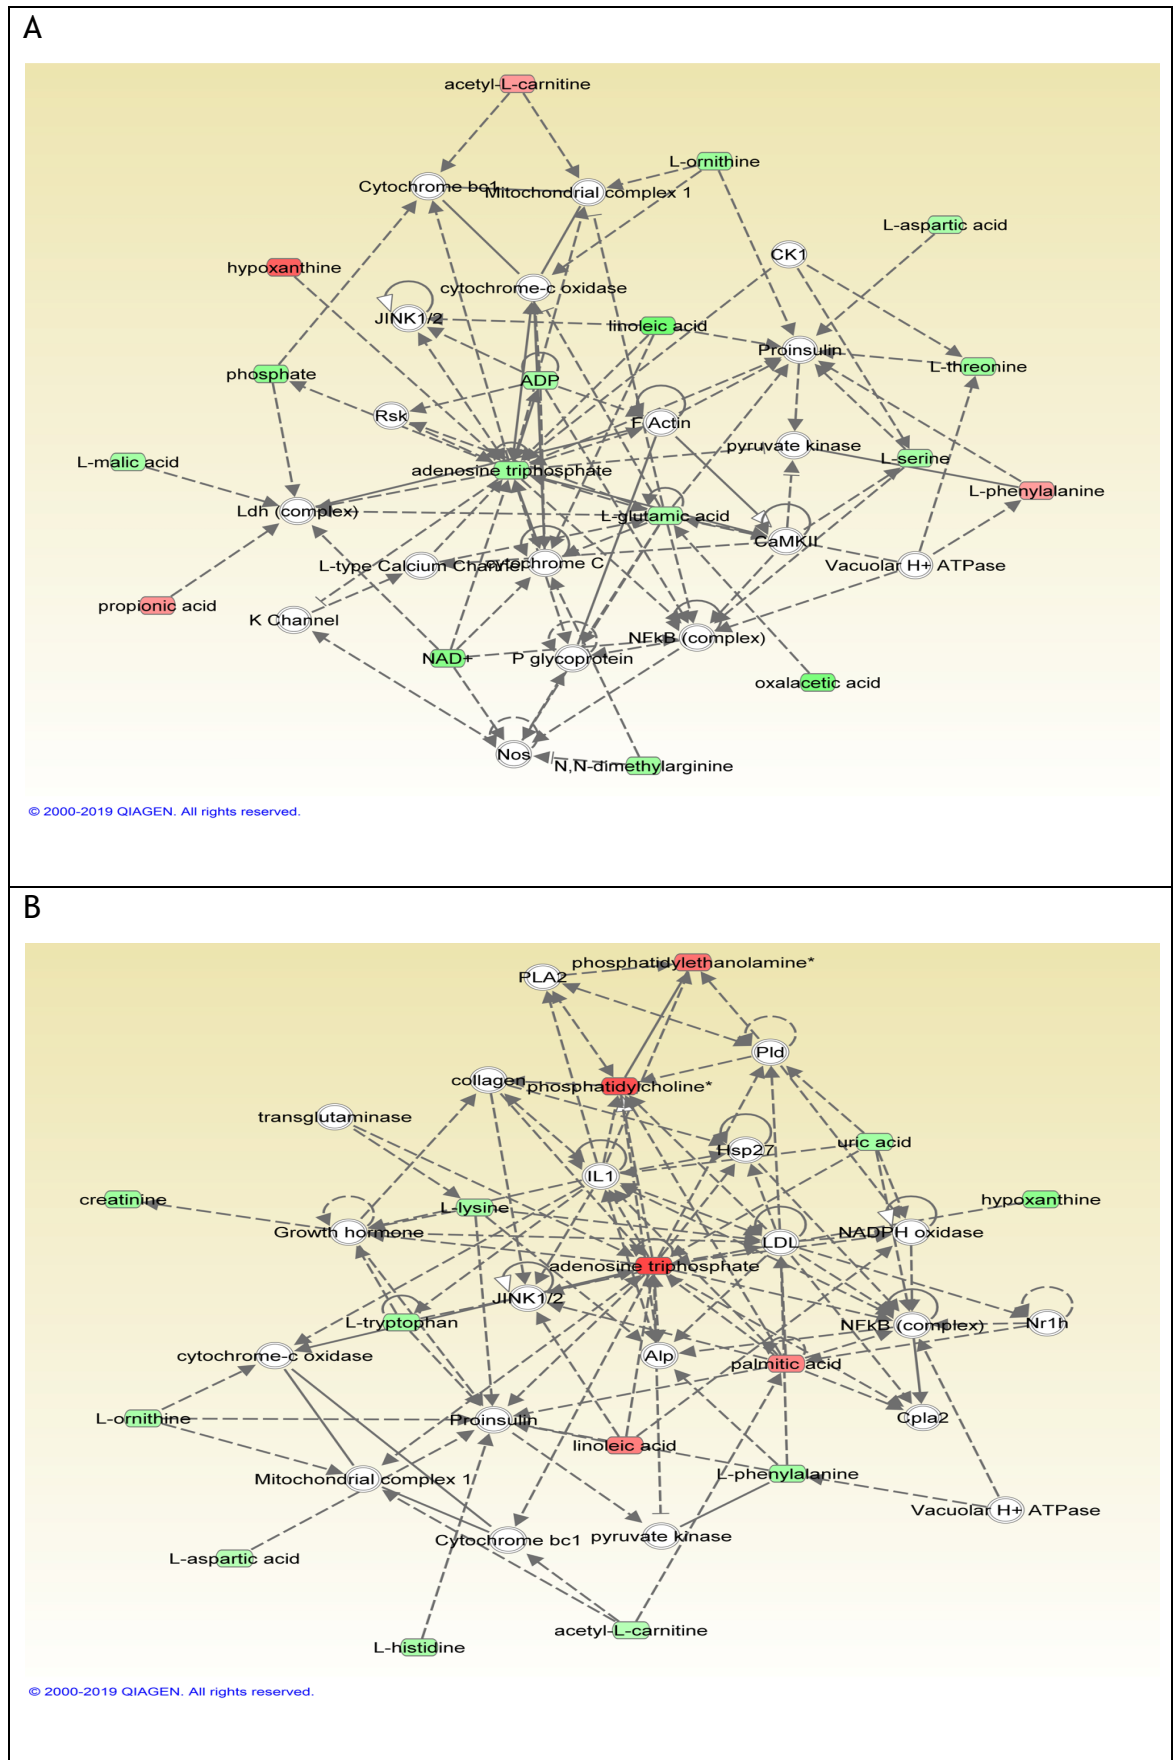 A
acetyl-L-carnitine
L-ornithine
Cytochrome bc1
Mitochondrial complex 1
L-aspartic acid
CK1
hypoxanthine
cytochrome-c oxidase
JINK1/2
linoleic acid
Proinsulin
L-threonine
phosphate
ADP
Rsk
F Actin
pyruvate kinase
L-malic acid
adenosine triphosphate
L-serine
L-phenylalanine
Ldh (complex)
L-glutamic acid
CaMKII
L-type Calcium Channel
cytochrome C
Vacuolar H+ ATPase
propionic acid
K Channel
NFkB (complex)
NAD+
P glycoprotein
oxalacetic acid
Nos
N,N-dimethylarginine
© 2000-2019 QIAGEN. All rights reserved.
B
phosphatidylethanolamine*
PLA2
Pld
collagen
phosphatidylcholine*
transglutaminase
uric acid
Hsp27
IL1
creatinine
L-lysine
hypoxanthine
Growth hormone
LDL
NADPH oxidase
adenosine triphosphate
JINK1/2
L-tryptophan
NFkB (complex)
Nr1h
cytochrome-c oxidase
Alp
palmitic acid
L-ornithine
Proinsulin
Cpla2
linoleic acid
Mitochondrial complex 1
L-phenylalanine
Vacuolar H+ ATPase
Cytochrome bc1
pyruvate kinase
L-aspartic acid
acetyl-L-carnitine
L-histidine
© 2000-2019 QIAGEN. All rights reserved.